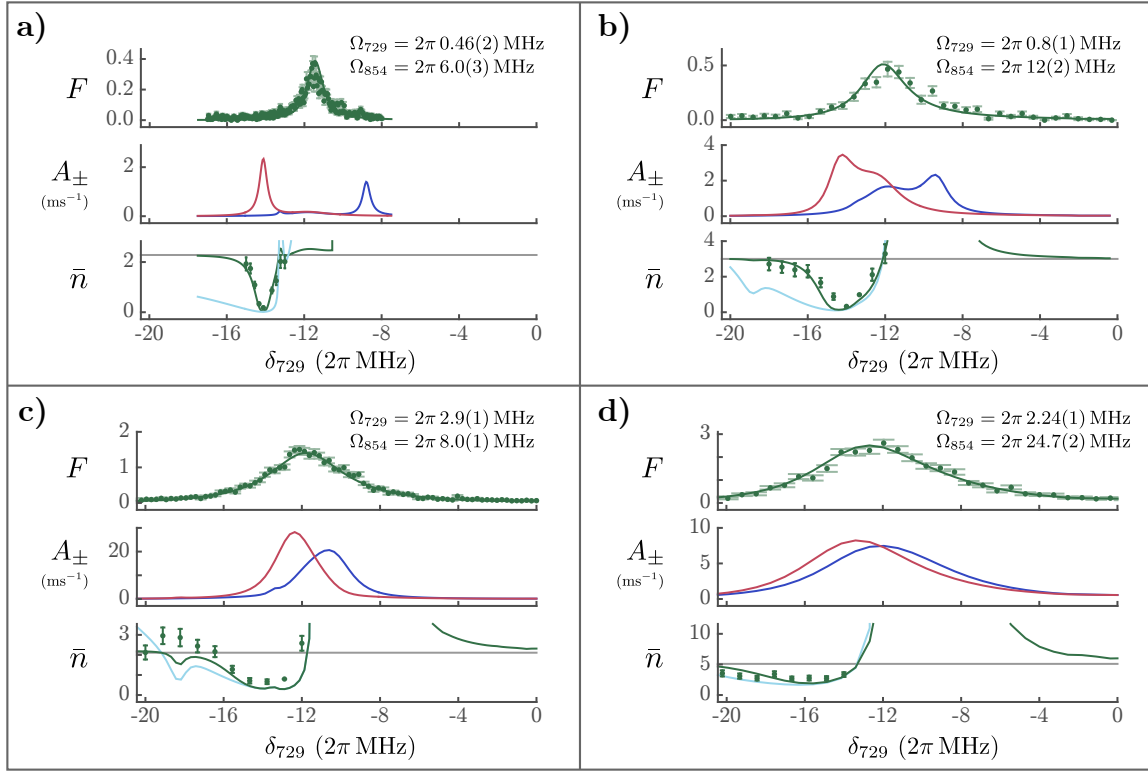 a)
Ω₇₂₉ = 2π 0.46(2) MHz
Ω₈₅₄ = 2π 6.0(3) MHz
F
0.4
0.2
0.0
A±
(ms⁻¹)
2
0
n̄
2
0
-20 -16 -12 -8 -4 0
δ₇₂₉ (2π MHz)
b)
Ω₇₂₉ = 2π 0.8(1) MHz
Ω₈₅₄ = 2π 12(2) MHz
F
0.5
0.0
A±
(ms⁻¹)
4
2
0
n̄
4
2
0
-20 -16 -12 -8 -4 0
δ₇₂₉ (2π MHz)
c)
Ω₇₂₉ = 2π 2.9(1) MHz
Ω₈₅₄ = 2π 8.0(1) MHz
F
2
1
0
A±
(ms⁻¹)
20
0
n̄
3
0
-20 -16 -12 -8 -4 0
δ₇₂₉ (2π MHz)
d)
Ω₇₂₉ = 2π 2.24(1) MHz
Ω₈₅₄ = 2π 24.7(2) MHz
F
3
0
A±
(ms⁻¹)
10
5
0
n̄
10
5
0
-20 -16 -12 -8 -4 0
δ₇₂₉ (2π MHz)